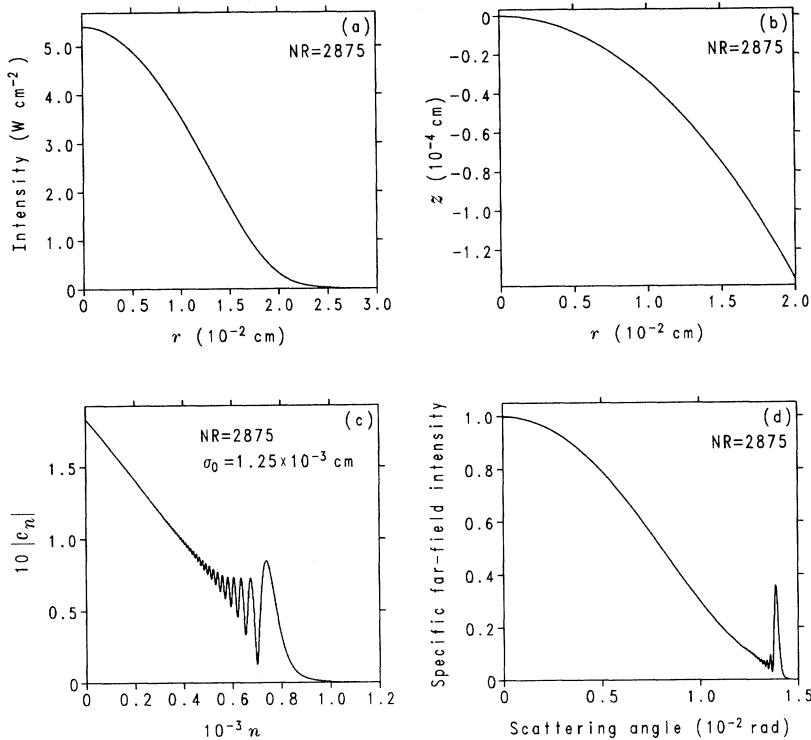 (a)
NR=2875
5.0
4.0
3.0
2.0
1.0
0
Intensity (W cm⁻²)
0 0.5 1.0 1.5 2.0 2.5 3.0
r (10⁻² cm)
(b)
NR=2875
0
−0.2
−0.4
−0.6
−0.8
−1.0
−1.2
z (10⁻⁴ cm)
0 0.5 1.0 1.5 2.0
r (10⁻² cm)
(c)
NR=2875
σ₀=1.25×10⁻³ cm
1.5
1.0
0.5
0
10 |cₙ|
0 0.2 0.4 0.6 0.8 1.0 1.2
10⁻³ n
(d)
NR=2875
1.0
0.8
0.6
0.4
0.2
0
Specific far-field intensity
0 0.5 1.0 1.5
Scattering angle (10⁻² rad)